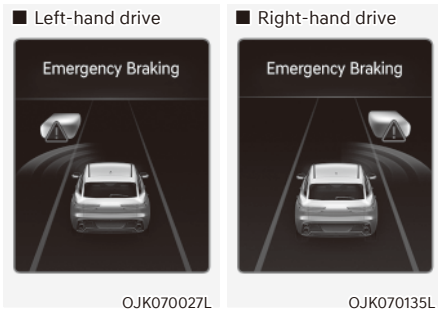 ■ Left-hand drive
Emergency Braking
OJK070027L
■ Right-hand drive
Emergency Braking
OJK070135L